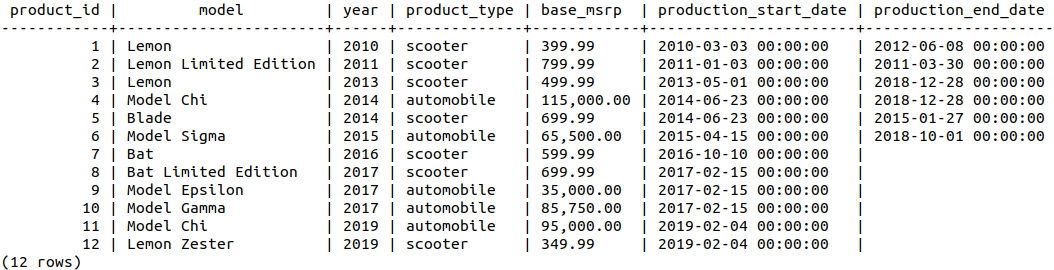 product_id |         model          | year | product_type | base_msrp  | production_start_date | production_end_date
------------+------------------------+------+--------------+------------+-----------------------+---------------------
          1 | Lemon                  | 2010 | scooter      | 399.99     | 2010-03-03 00:00:00   | 2012-06-08 00:00:00
          2 | Lemon Limited Edition  | 2011 | scooter      | 799.99     | 2011-01-03 00:00:00   | 2011-03-30 00:00:00
          3 | Lemon                  | 2013 | scooter      | 499.99     | 2013-05-01 00:00:00   | 2018-12-28 00:00:00
          4 | Model Chi              | 2014 | automobile   | 115,000.00 | 2014-06-23 00:00:00   | 2018-12-28 00:00:00
          5 | Blade                  | 2014 | scooter      | 699.99     | 2014-06-23 00:00:00   | 2015-01-27 00:00:00
          6 | Model Sigma            | 2015 | automobile   | 65,500.00  | 2015-04-15 00:00:00   | 2018-10-01 00:00:00
          7 | Bat                    | 2016 | scooter      | 599.99     | 2016-10-10 00:00:00   |
          8 | Bat Limited Edition    | 2017 | scooter      | 699.99     | 2017-02-15 00:00:00   |
          9 | Model Epsilon          | 2017 | automobile   | 35,000.00  | 2017-02-15 00:00:00   |
         10 | Model Gamma            | 2017 | automobile   | 85,750.00  | 2017-02-15 00:00:00   |
         11 | Model Chi              | 2019 | automobile   | 95,000.00  | 2019-02-04 00:00:00   |
         12 | Lemon Zester           | 2019 | scooter      | 349.99     | 2019-02-04 00:00:00   |
(12 rows)